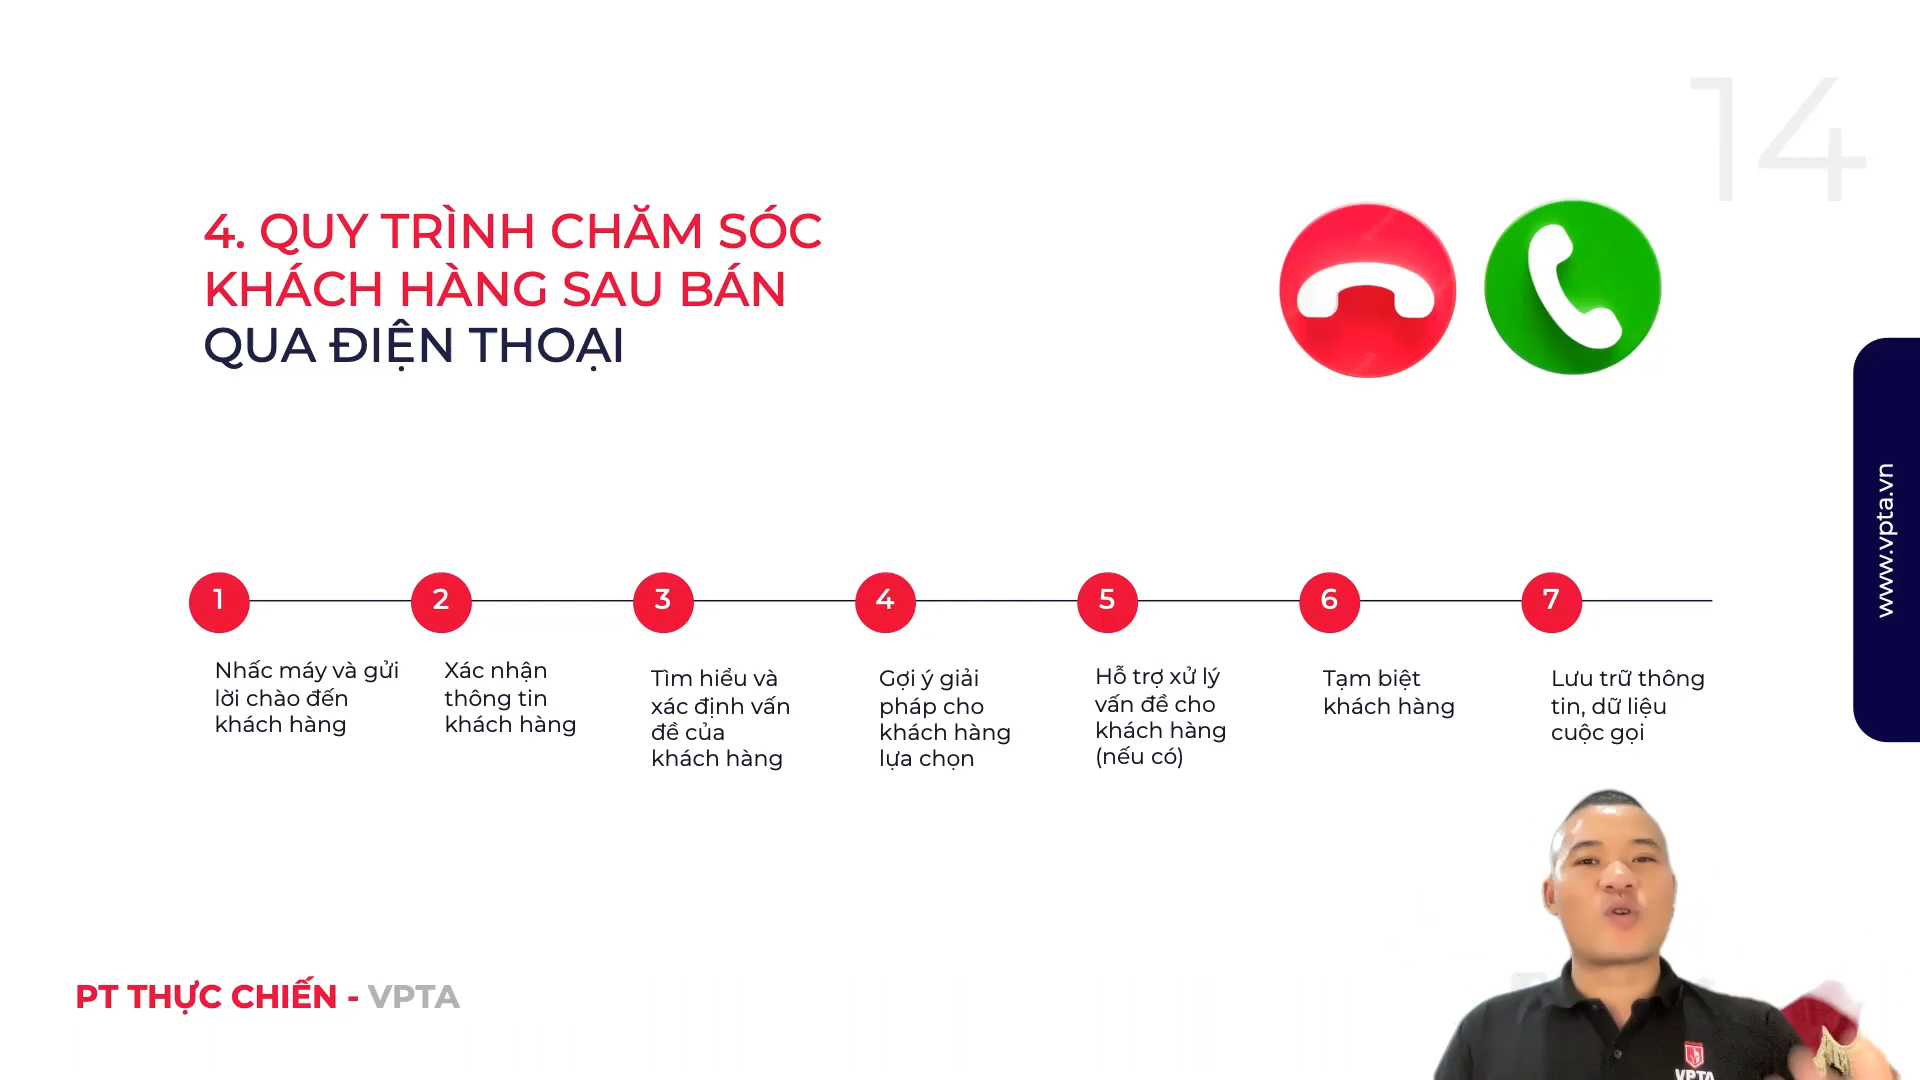 14
4. QUY TRÌNH CHĂM SÓC
KHÁCH HÀNG SAU BÁN
QUA ĐIỆN THOẠI
www.vpta.vn
1
Nhấc máy và gửi
lời chào đến
khách hàng
2
Xác nhận
thông tin
khách hàng
3
Tìm hiểu và
xác định vấn
đề của
khách hàng
4
Gợi ý giải
pháp cho
khách hàng
lựa chọn
5
Hỗ trợ xử lý
vấn đề cho
khách hàng
(nếu có)
6
Tạm biệt
khách hàng
7
Lưu trữ thông
tin, dữ liệu
cuộc gọi
PT THỰC CHIẾN - VPTA
VPTA